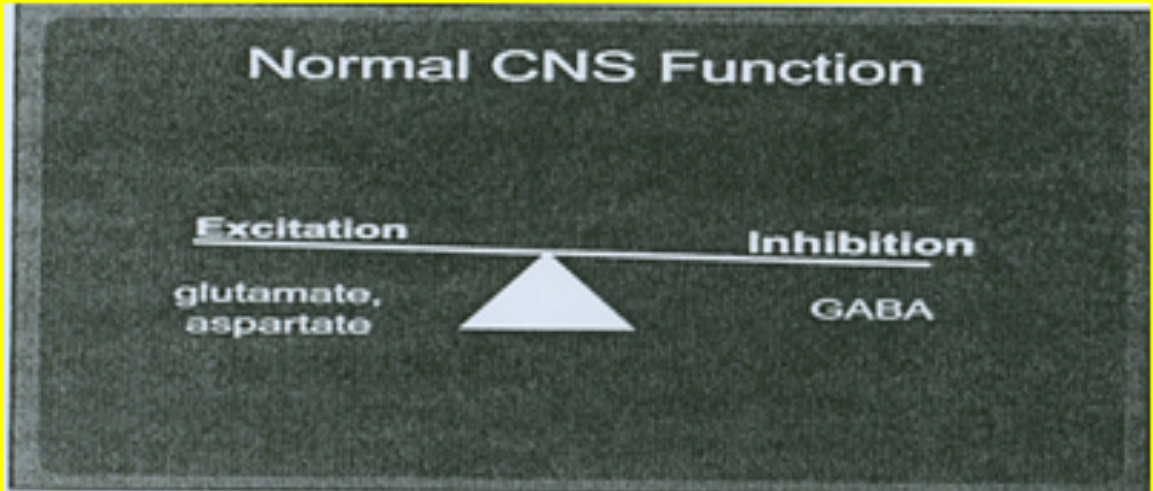 Normal CNS Function
Excitation
Inhibition
glutamate,
aspartate
GABA